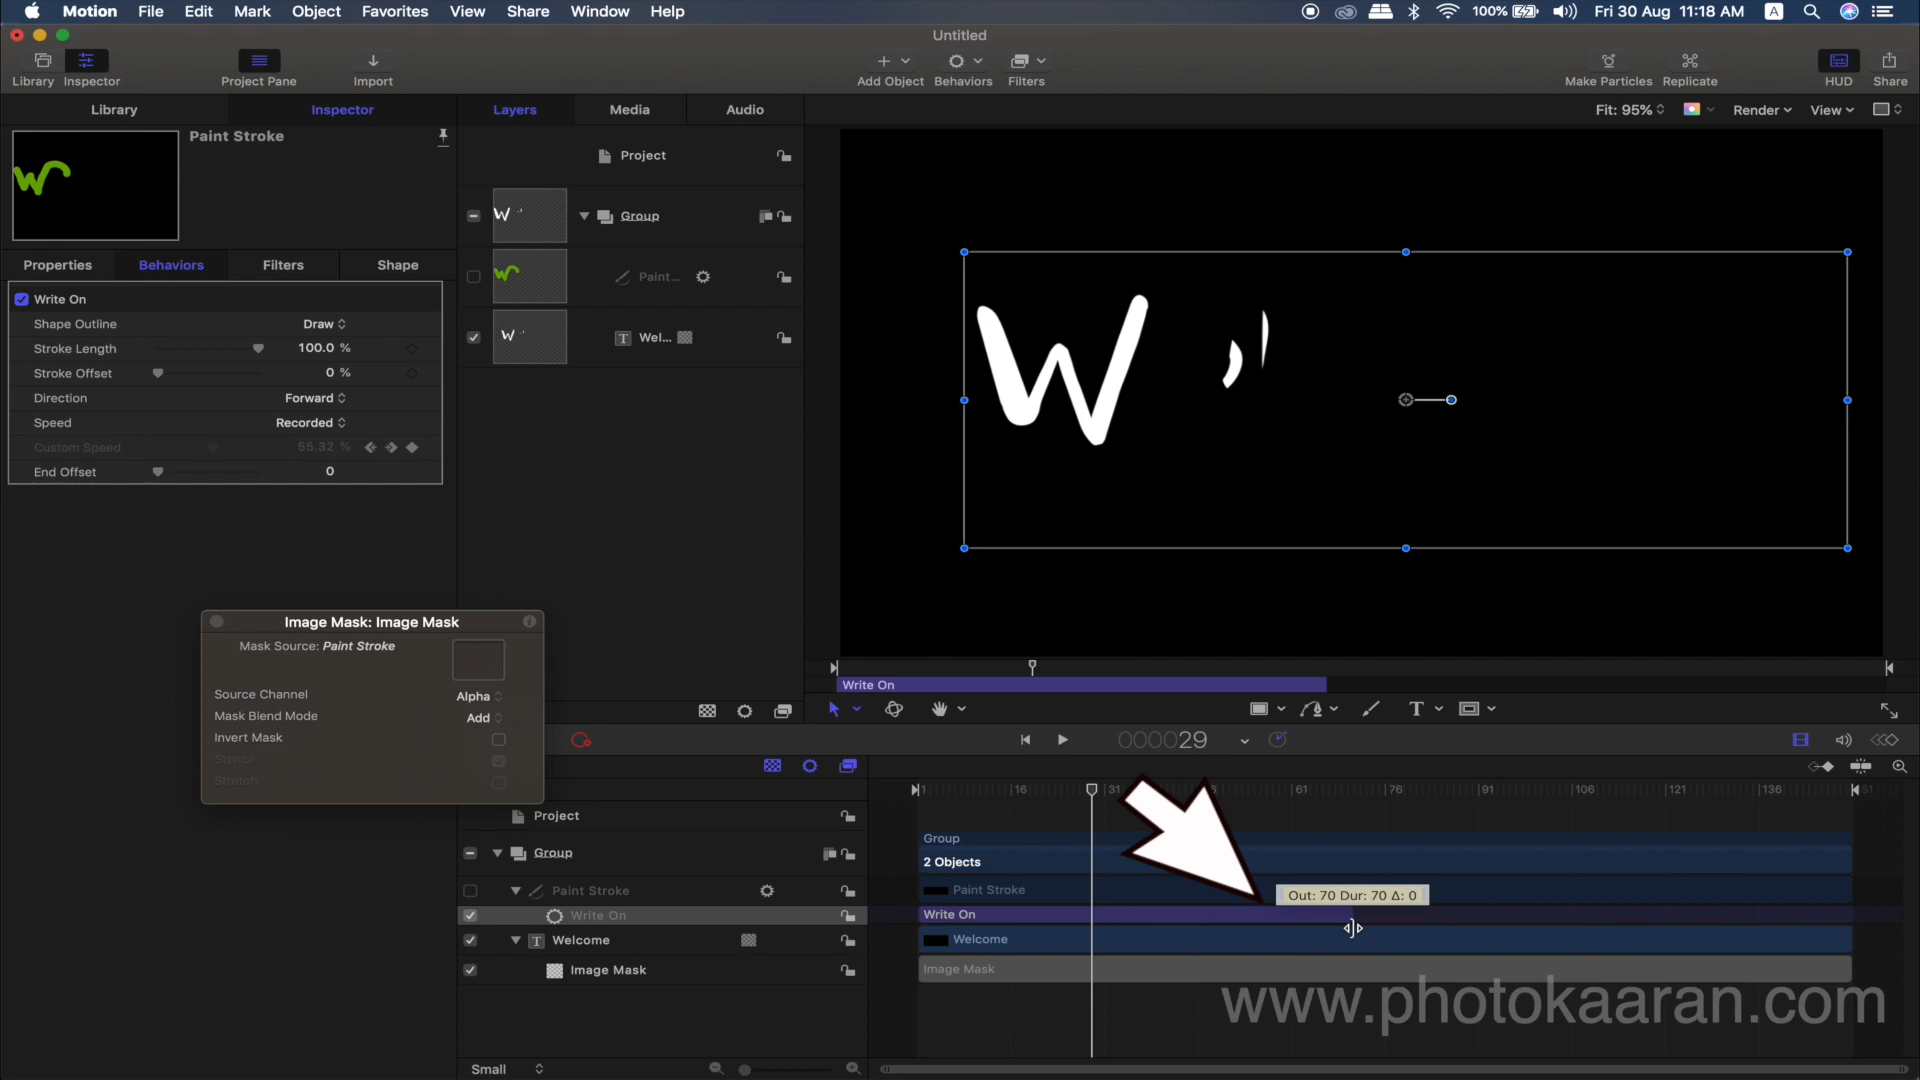 Motion File Edit Mark Object Favorites View Share Window Help 100% Fri 30 Aug 11:18 AM A
Untitled
Library Inspector Project Pane Import Add Object Behaviors Filters Make Particles Replicate HUD Share
Library Inspector Layers Media Audio Fit: 95% Render View
Paint Stroke
Project
Group
Paint...
Wel...
Properties Behaviors Filters Shape
Write On
Shape Outline Draw
Stroke Length 100.0 %
Stroke Offset 0 %
Direction Forward
Speed Recorded
Custom Speed 55.32 %
End Offset 0
W
Image Mask: Image Mask
Mask Source: Paint Stroke
Source Channel Alpha
Mask Blend Mode Add
Invert Mask
Stencil
Stretch
Write On
T
000029
1 16 31 61 76 91 106 121 136
Project
Group
Paint Stroke
Write On
Welcome
Image Mask
Group
2 Objects
Paint Stroke
Out: 70 Dur: 70 Δ: 0
Write On
Welcome
Image Mask
www.photokaaran.com
Small